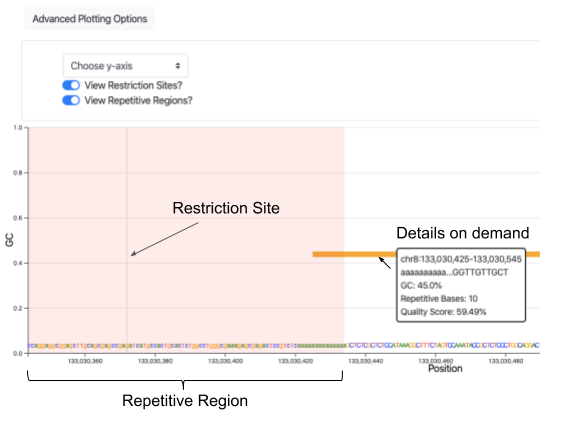 Advanced Plotting Options
Choose y-axis
View Restriction Sites?
View Repetitive Regions?
1.0
0.8
0.6
0.4
0.2
0.0
GC
Restriction Site
Details on demand
chr8:133,030,425-133,030,545
aaaaaaaaaa...GGTTGTTGCT
GC: 45.0%
Repetitive Bases: 10
Quality Score: 59.49%
133,030,360
133,030,380
133,030,400
133,030,420
133,030,440
133,030,460
133,030,480
Position
Repetitive Region